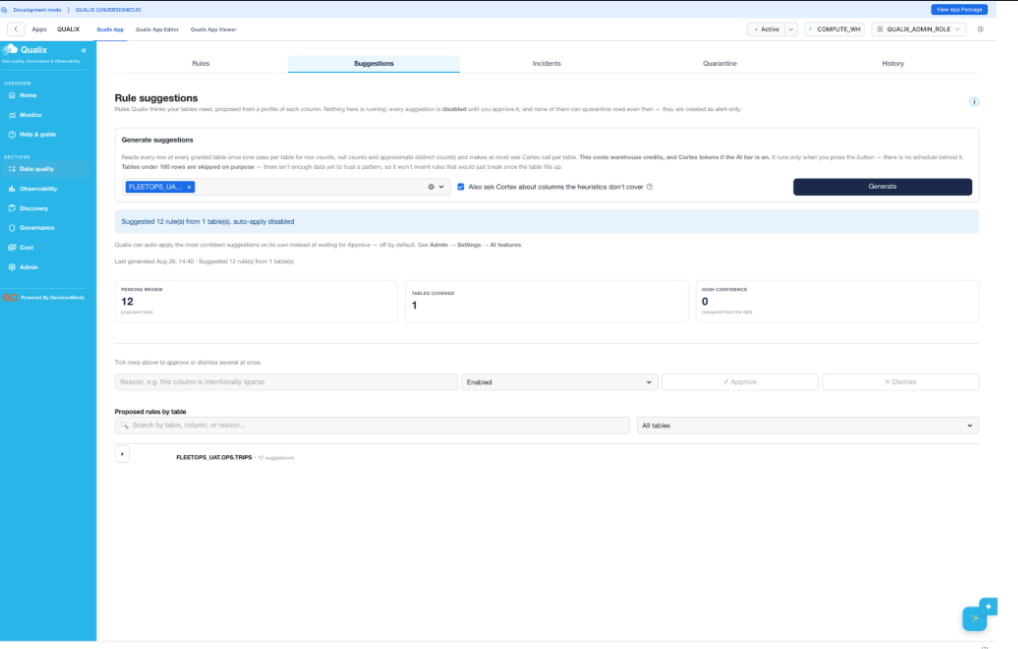 Development mode | QUALIX (UNVERSIONED.0)
View App Package
Apps QUALIX Qualix App Qualix App Editor Qualix App Viewer
Active COMPUTE_WH QUALIX_ADMIN_ROLE
Qualix
Data quality, Governance & Observability
OVERVIEW
Home
Monitor
Help & guide
SECTIONS
Data quality
Observability
Discovery
Governance
Cost
Admin
Powered By DecisionMinds
Rules Suggestions Incidents Quarantine History
Rule suggestions
Rules Qualix thinks your tables need, proposed from a profile of each column. Nothing here is running: every suggestion is disabled until you approve it, and none of them can quarantine rows even then — they are created as alert-only.
Generate suggestions
Reads every row of every granted table once (one pass per table for row counts, null counts and approximate distinct counts) and makes at most one Cortex call per table. This costs warehouse credits, and Cortex tokens if the AI tier is on. It runs only when you press the button — there is no schedule behind it.
Tables under 100 rows are skipped on purpose — there isn't enough data yet to trust a pattern, so it won't invent rules that would just break once the table fills up.
FLEETOPS_UA... ×
Also ask Cortex about columns the heuristics don't cover
Generate
Suggested 12 rule(s) from 1 table(s). auto-apply disabled
Qualix can auto-apply the most confident suggestions on its own instead of waiting for Approve — off by default. See Admin → Settings → AI features.
Last generated Aug 26, 14:40 · Suggested 12 rule(s) from 1 table(s).
PENDING REVIEW
12
proposed rules
TABLES COVERED
1
HIGH CONFIDENCE
0
measured from the data
Tick rows above to approve or dismiss several at once.
Reason, e.g. this column is intentionally sparse
Enabled
✓ Approve
✕ Dismiss
Proposed rules by table
Search by table, column, or reason...
All tables
FLEETOPS_UAT.OPS.TRIPS · 12 suggestions